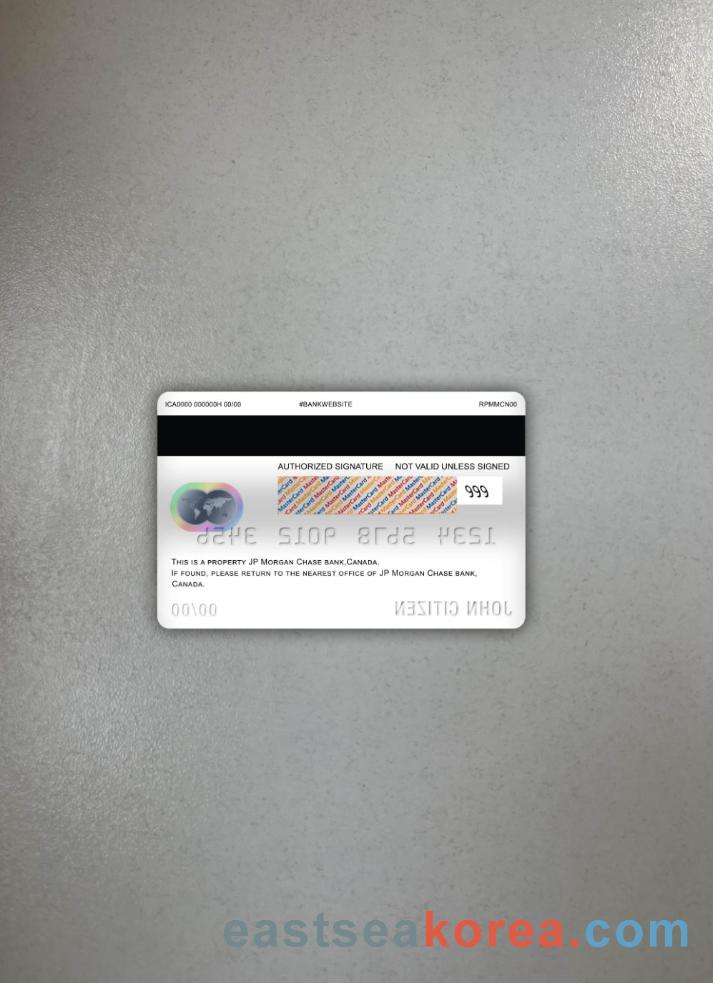 ICA0000 000000H 00/00 #BANKWEBSITE RPMMCN00
AUTHORIZED SIGNATURE NOT VALID UNLESS SIGNED
MasterCard MasterCard MasterCard 999
1234 5678 9012 3456
THIS IS A PROPERTY JP MORGAN CHASE BANK,CANADA.
IF FOUND, PLEASE RETURN TO THE NEAREST OFFICE OF JP MORGAN CHASE BANK,
CANADA.
00/00 JOHN CITIZEN
eastseakorea.com